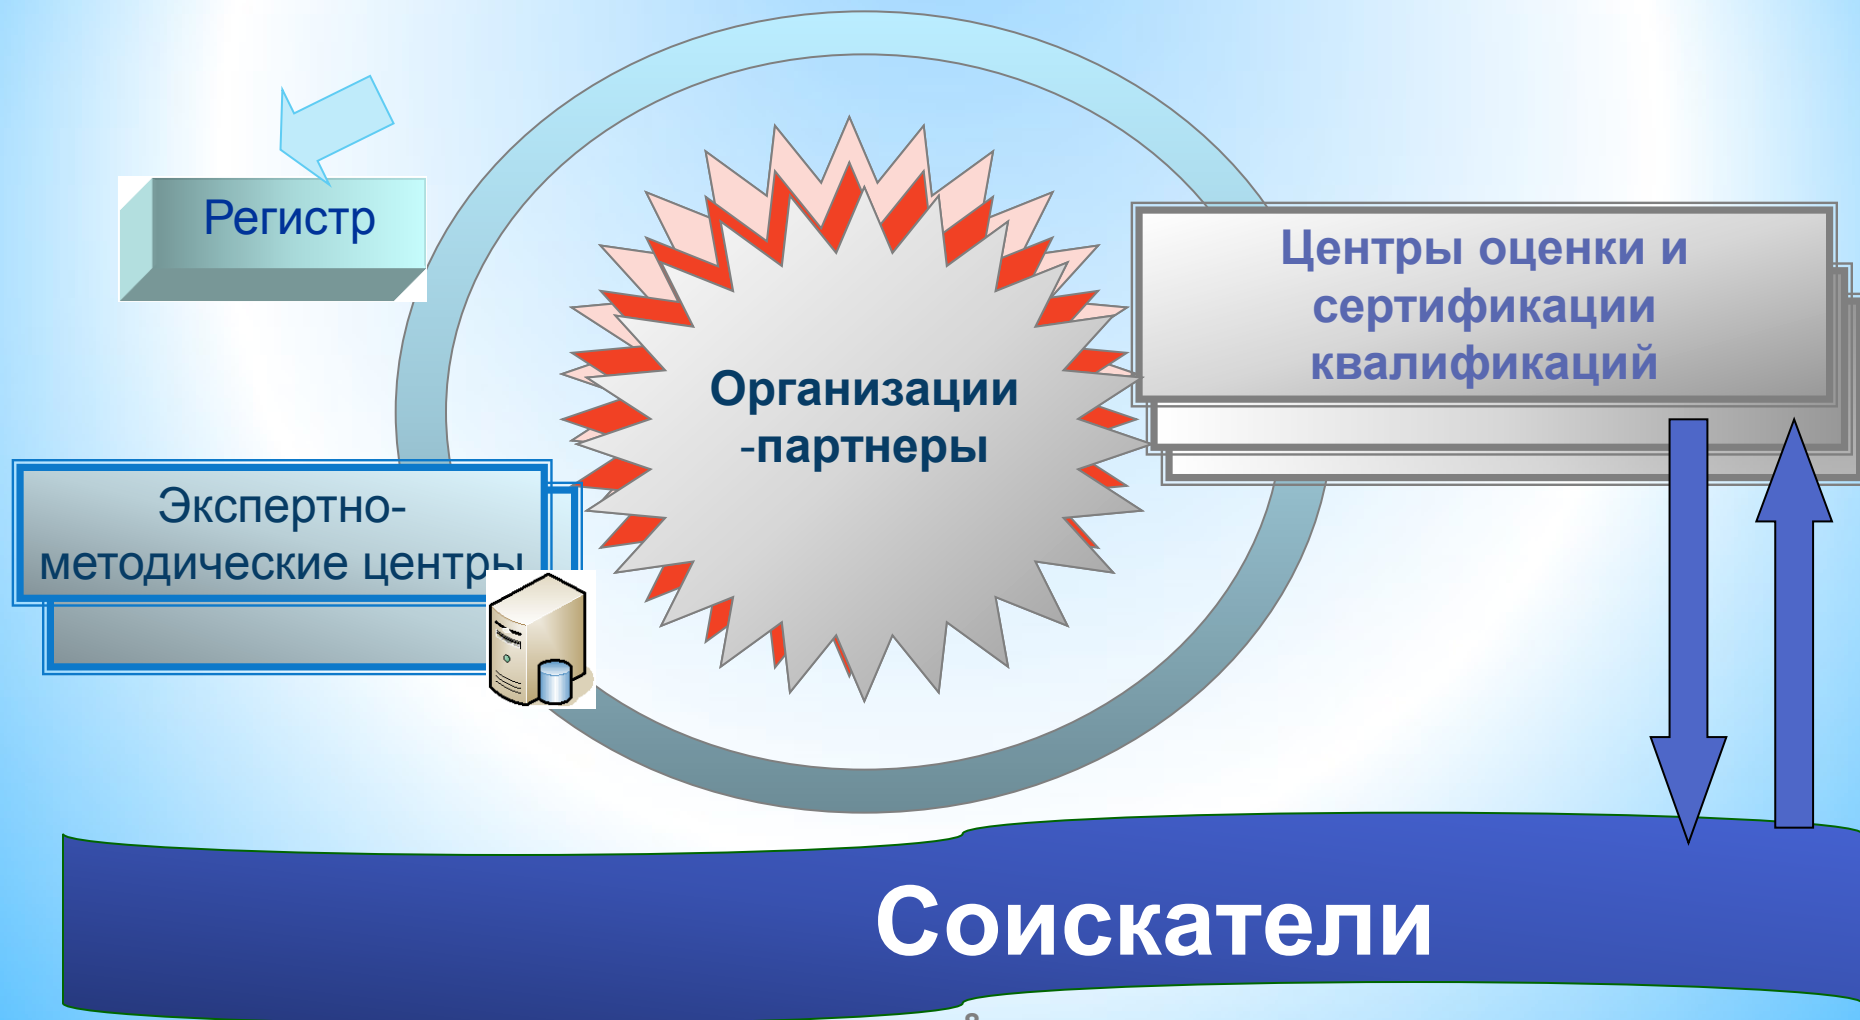 Регистр
Центры оценки и
сертификации
квалификаций
Организации
-партнеры
Экспертно-
методические центры
Соискатели